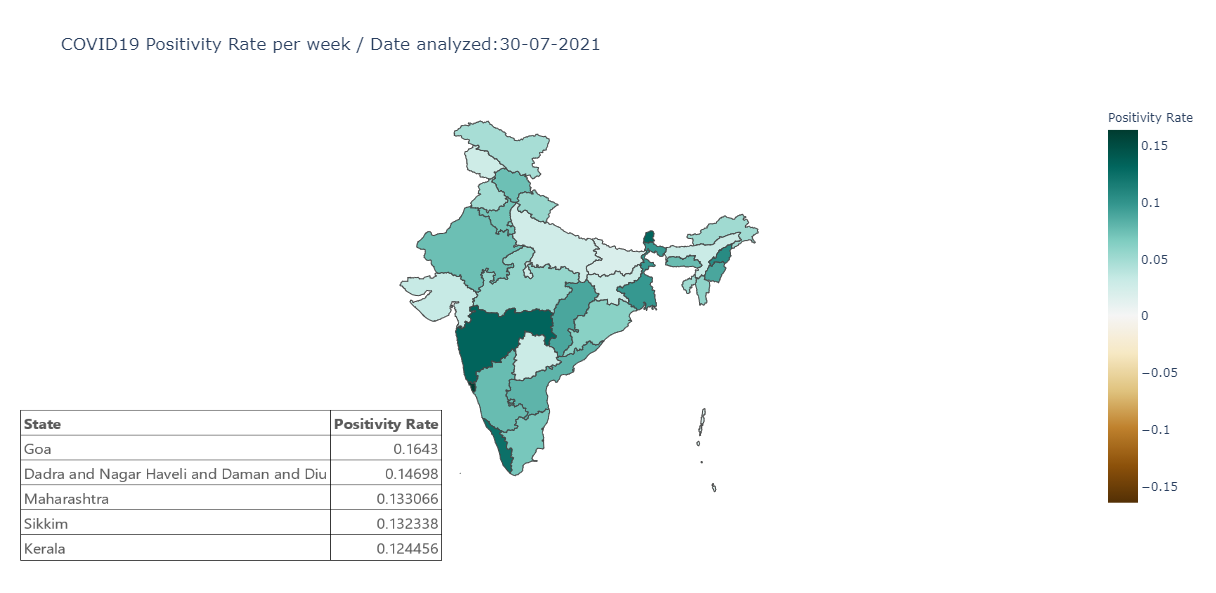 COVID19 Positivity Rate per week / Date analyzed:30-07-2021
Positivity Rate
0.15
0.1
0.05
0
−0.05
−0.1
−0.15
State Positivity Rate
Goa 0.1643
Dadra and Nagar Haveli and Daman and Diu 0.14698
Maharashtra 0.133066
Sikkim 0.132338
Kerala 0.124456